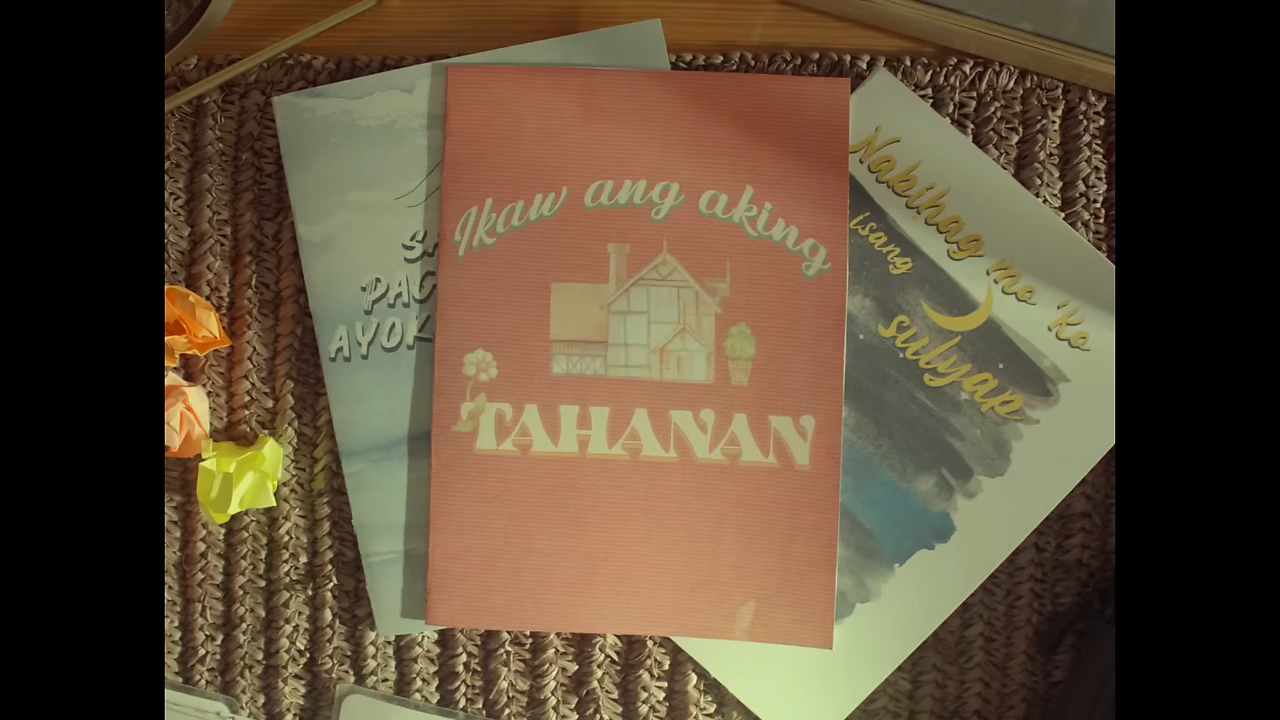 Ikaw ang aking
TAHANAN
Nabihag mo 'ko
isang
sulyap